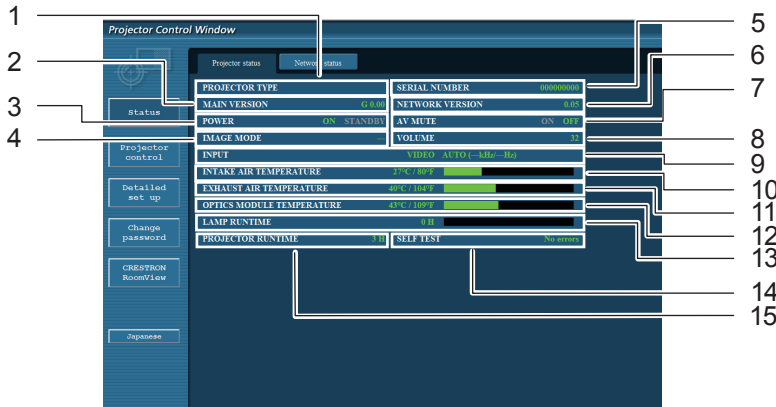 Projector Control Window
Projector status Network status
PROJECTOR TYPE SERIAL NUMBER 000000000
MAIN VERSION G 0.00 NETWORK VERSION 0.05
POWER ON STANDBY AV MUTE ON OFF
IMAGE MODE --- VOLUME 32
INPUT VIDEO AUTO (—kHz/—Hz)
INTAKE AIR TEMPERATURE 27°C / 80°F
EXHAUST AIR TEMPERATURE 40°C / 104°F
OPTICS MODULE TEMPERATURE 43°C / 109°F
LAMP RUNTIME 0 H
PROJECTOR RUNTIME 3 H SELF TEST No errors
Status
Projector
control
Detailed
set up
Change
password
CRESTRON
RoomView
Japanese
1
2
3
4
5
6
7
8
9
10
11
12
13
14
15